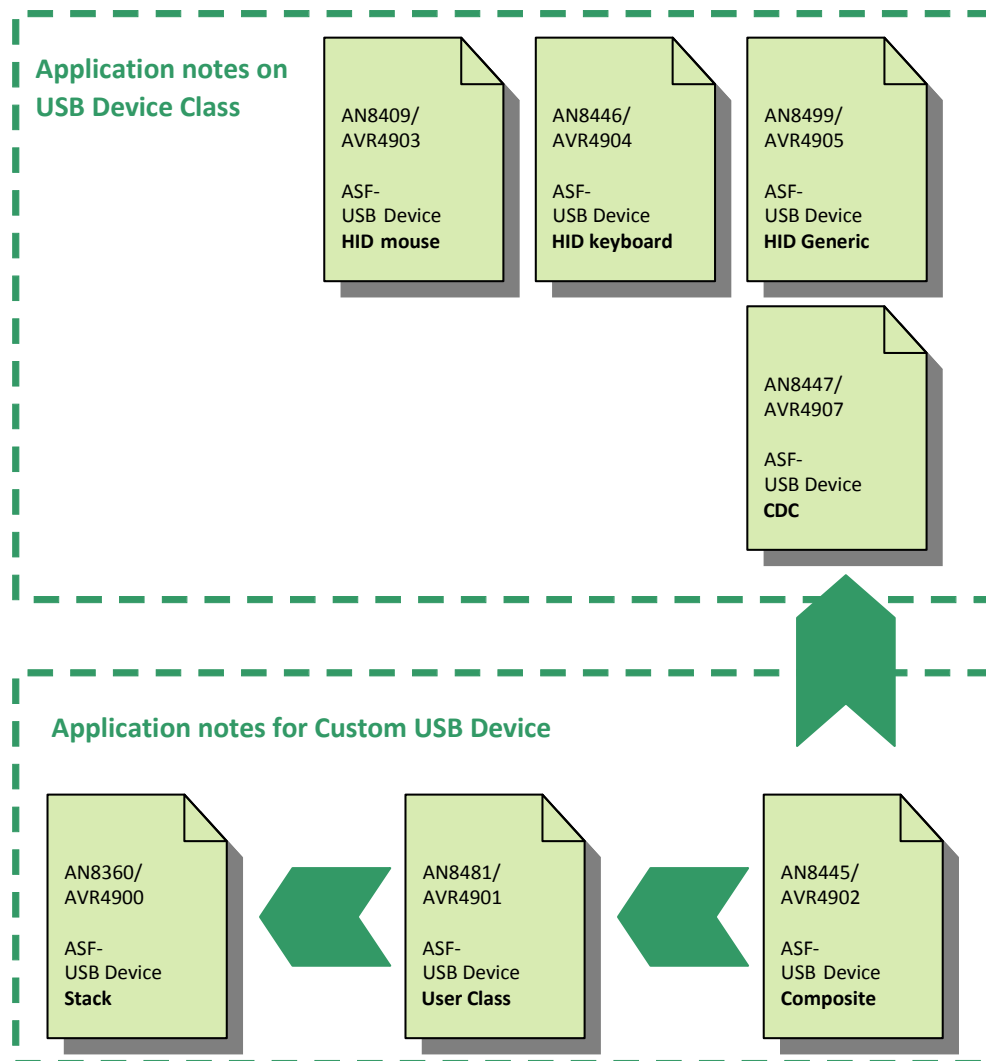 Application notes on
USB Device Class
AN8409/
AVR4903
ASF-
USB Device
HID mouse
AN8446/
AVR4904
ASF-
USB Device
HID keyboard
AN8499/
AVR4905
ASF-
USB Device
HID Generic
AN8447/
AVR4907
ASF-
USB Device
CDC
Application notes for Custom USB Device
AN8360/
AVR4900
ASF-
USB Device
Stack
AN8481/
AVR4901
ASF-
USB Device
User Class
AN8445/
AVR4902
ASF-
USB Device
Composite